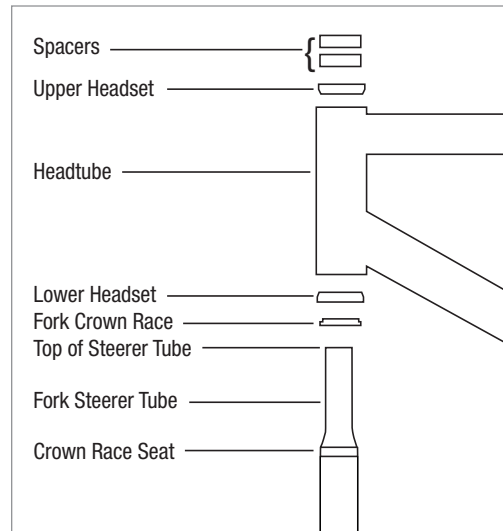 Spacers
Upper Headset
Headtube
Lower Headset
Fork Crown Race
Top of Steerer Tube
Fork Steerer Tube
Crown Race Seat